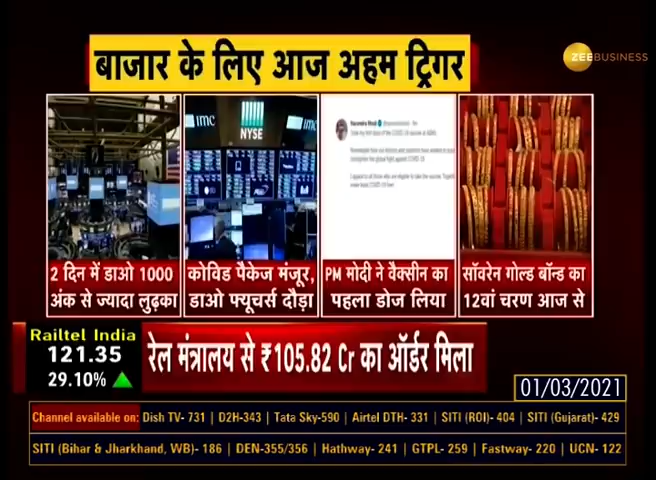 बाजार के लिए आज अहम ट्रिगर
ZEE BUSINESS
imc
NYSE
imc
Narendra Modi
2 दिन में डाओ 1000
अंक से ज्यादा लुढ़का
कोविड पैकेज मंजूर,
डाओ फ्यूचर्स दौड़ा
PM मोदी ने वैक्सीन का
पहला डोज लिया
सॉवरेन गोल्ड बॉन्ड का
12वां चरण आज से
Railtel India
121.35
29.10%
रेल मंत्रालय से ₹105.82 Cr का ऑर्डर मिला
01/03/2021
Channel available on: Dish TV- 731 | D2H-343 | Tata Sky-590 | Airtel DTH- 331 | SITI (ROI)- 404 | SITI (Gujarat)- 429
SITI (Bihar & Jharkhand, WB)- 186 | DEN-355/356 | Hathway- 241 | GTPL- 259 | Fastway- 220 | UCN- 122